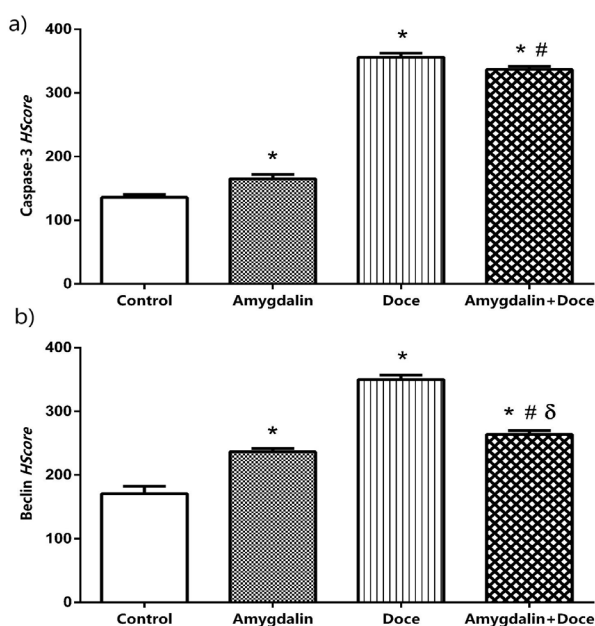 a)
Caspase-3 HScore
400
300
200
100
0
*
*
* #
Control Amygdalin Doce Amygdalin+Doce
b)
Beclin HScore
400
300
200
100
0
*
*
* # δ
Control Amygdalin Doce Amygdalin+Doce